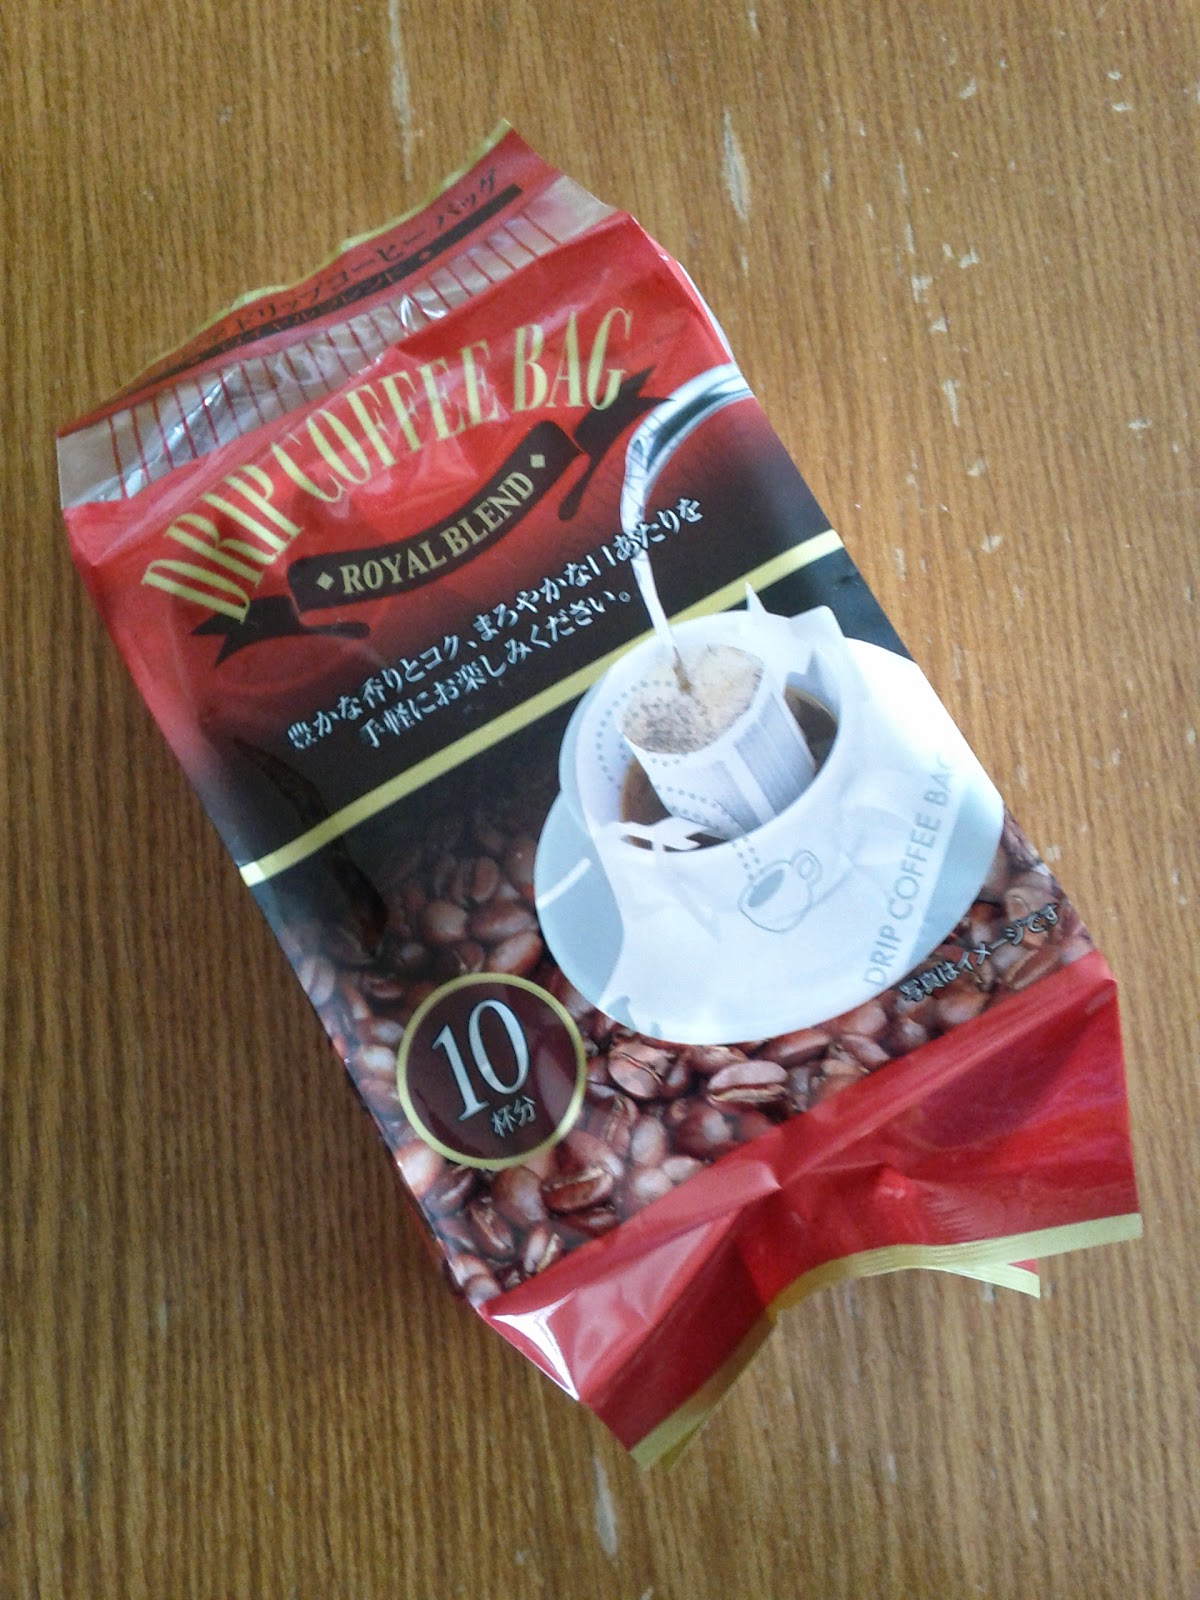 ドリップコーヒーバッグ
DRIP COFFEE BAG
ROYAL BLEND
豊かな香りとコク、まろやかな口あたりを
手軽にお楽しみください。
DRIP COFFEE BAG
写真はイメージです
10
杯分